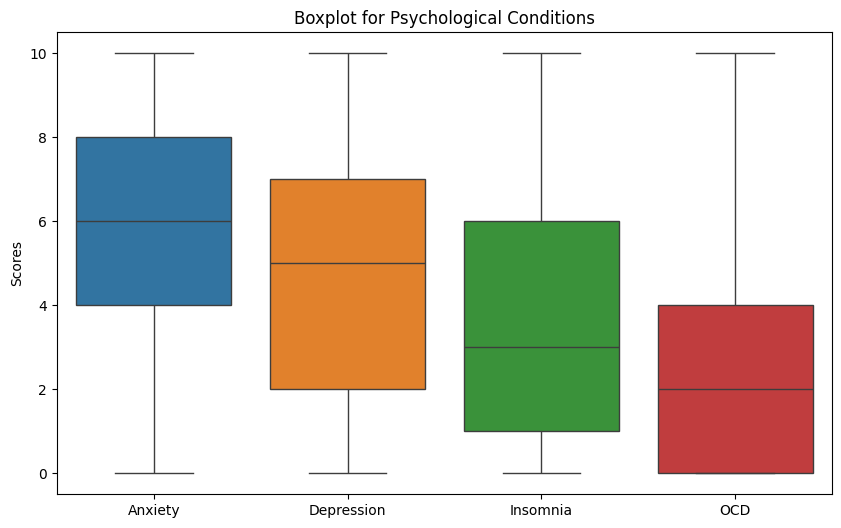 Boxplot for Psychological Conditions
Scores
10
8
6
4
2
0
Anxiety
Depression
Insomnia
OCD